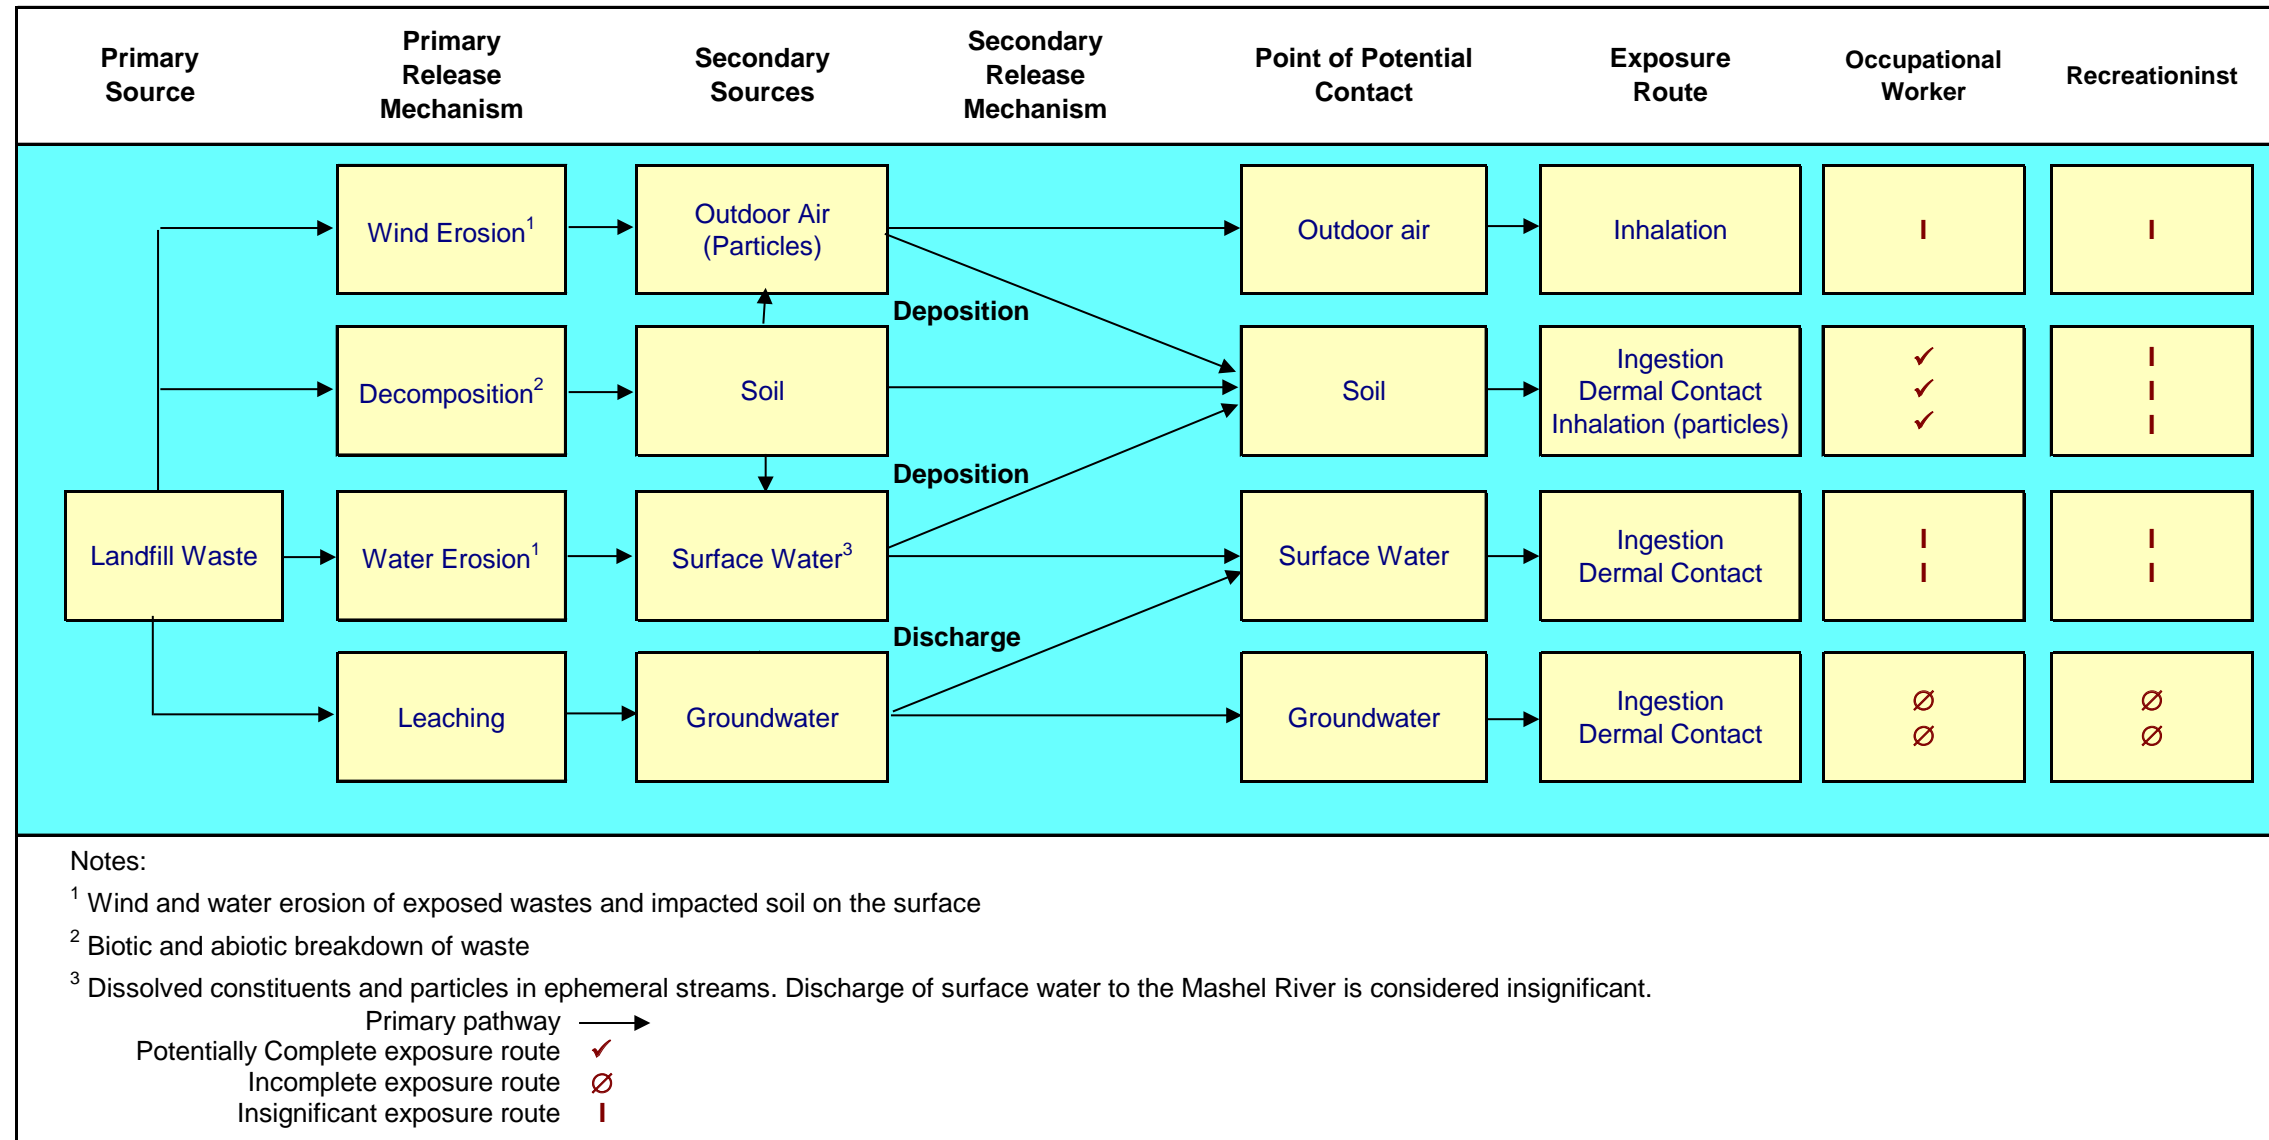 Primary
Source
Primary
Release
Mechanism
Secondary
Sources
Secondary
Release
Mechanism
Point of Potential
Contact
Exposure
Route
Occupational
Worker
Recreationinst
Wind Erosion1
Outdoor Air
(Particles)
Outdoor air
Inhalation
I
I
Deposition
Decomposition2
Soil
Soil
Ingestion
Dermal Contact
Inhalation (particles)
✓
✓
✓
I
I
I
Deposition
Landfill Waste
Water Erosion1
Surface Water3
Surface Water
Ingestion
Dermal Contact
I
I
I
I
Discharge
Leaching
Groundwater
Groundwater
Ingestion
Dermal Contact
∅
∅
∅
∅
Notes:
1 Wind and water erosion of exposed wastes and impacted soil on the surface
2 Biotic and abiotic breakdown of waste
3 Dissolved constituents and particles in ephemeral streams. Discharge of surface water to the Mashel River is considered insignificant.
Primary pathway
Potentially Complete exposure route ✓
Incomplete exposure route ∅
Insignificant exposure route I